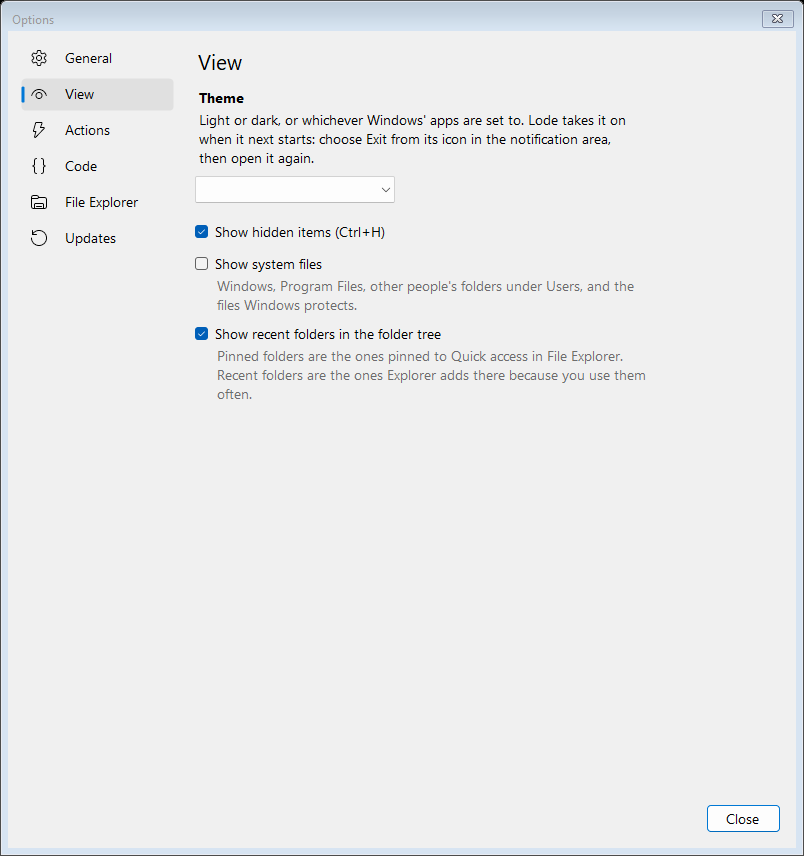 Options
General
View
Actions
Code
File Explorer
Updates
View
Theme
Light or dark, or whichever Windows' apps are set to. Lode takes it on
when it next starts: choose Exit from its icon in the notification area,
then open it again.
Show hidden items (Ctrl+H)
Show system files
Windows, Program Files, other people's folders under Users, and the
files Windows protects.
Show recent folders in the folder tree
Pinned folders are the ones pinned to Quick access in File Explorer.
Recent folders are the ones Explorer adds there because you use them
often.
Close